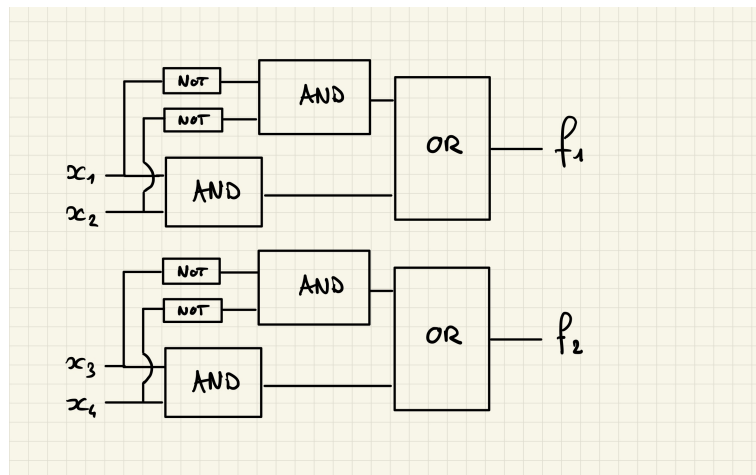 NOT
AND
NOT
OR
f₁
x₁
AND
x₂
NOT
AND
NOT
OR
f₂
x₃
AND
x₄